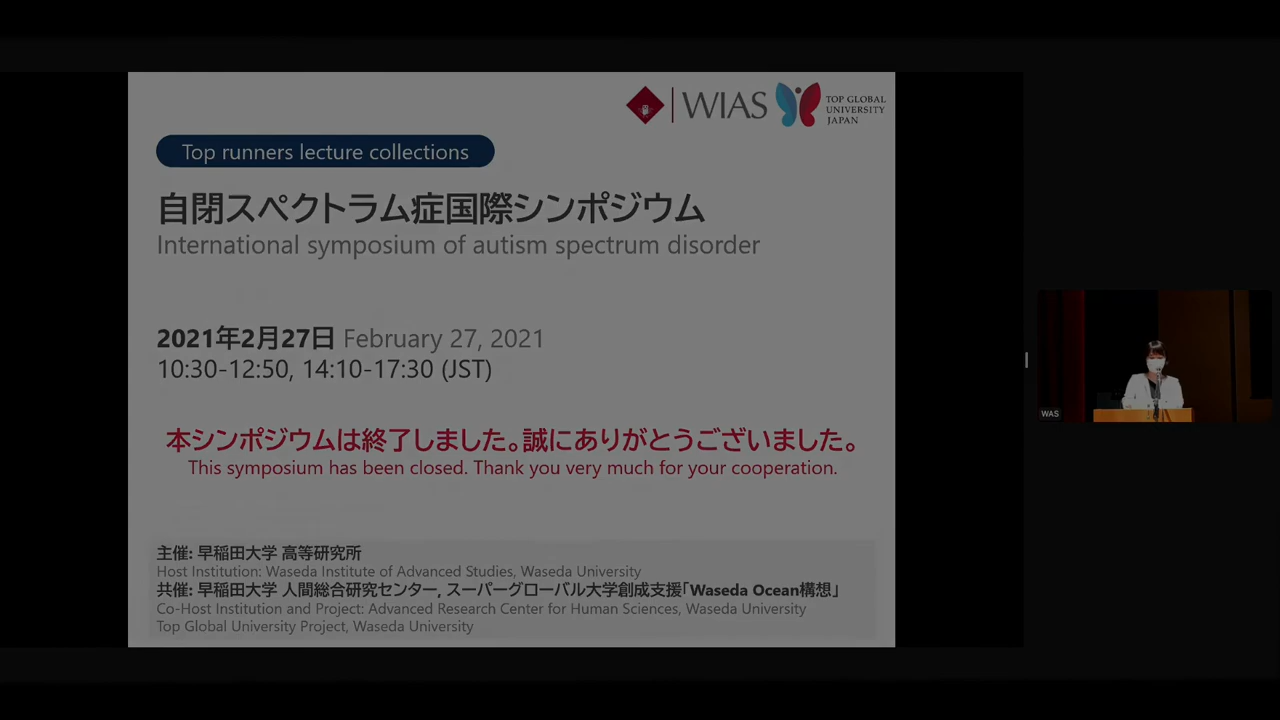 WIAS
TOP GLOBAL
UNIVERSITY
JAPAN
Top runners lecture collections
自閉スペクトラム症国際シンポジウム
International symposium of autism spectrum disorder
2021年2月27日 February 27, 2021
10:30-12:50, 14:10-17:30 (JST)
本シンポジウムは終了しました。誠にありがとうございました。
This symposium has been closed. Thank you very much for your cooperation.
主催: 早稲田大学 高等研究所
Host Institution: Waseda Institute of Advanced Studies, Waseda University
共催: 早稲田大学 人間総合研究センター, スーパーグローバル大学創成支援「Waseda Ocean構想」
Co-Host Institution and Project: Advanced Research Center for Human Sciences, Waseda University
Top Global University Project, Waseda University
WAS